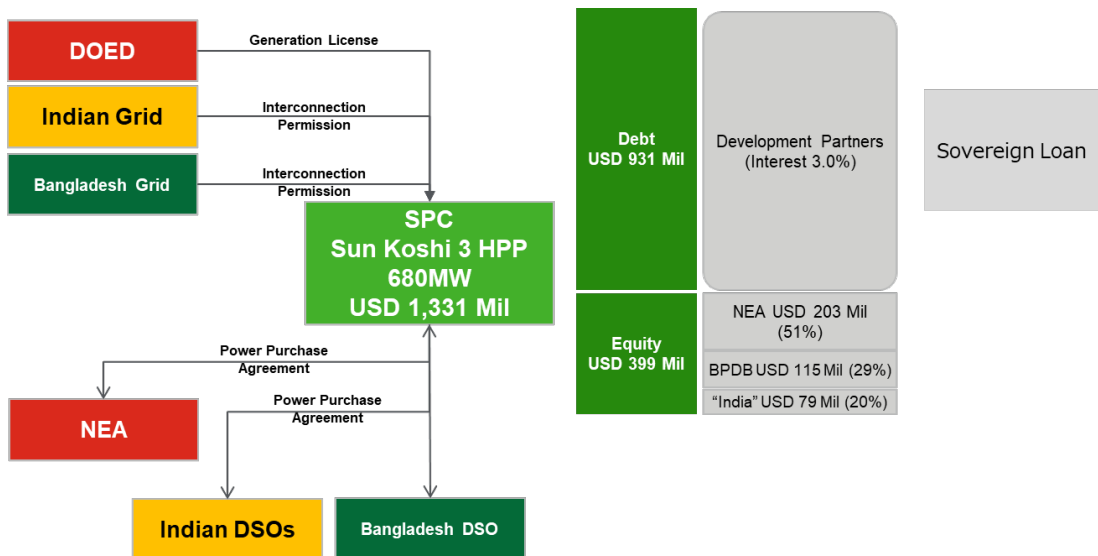 DOED
Generation License
Indian Grid
Interconnection
Permission
Bangladesh Grid
Interconnection
Permission
SPC
Sun Koshi 3 HPP
680MW
USD 1,331 Mil
Power Purchase
Agreement
NEA
Power Purchase
Agreement
Indian DSOs
Bangladesh DSO
Debt
USD 931 Mil
Development Partners
(Interest 3.0%)
Sovereign Loan
Equity
USD 399 Mil
NEA USD 203 Mil
(51%)
BPDB USD 115 Mil (29%)
“India” USD 79 Mil (20%)